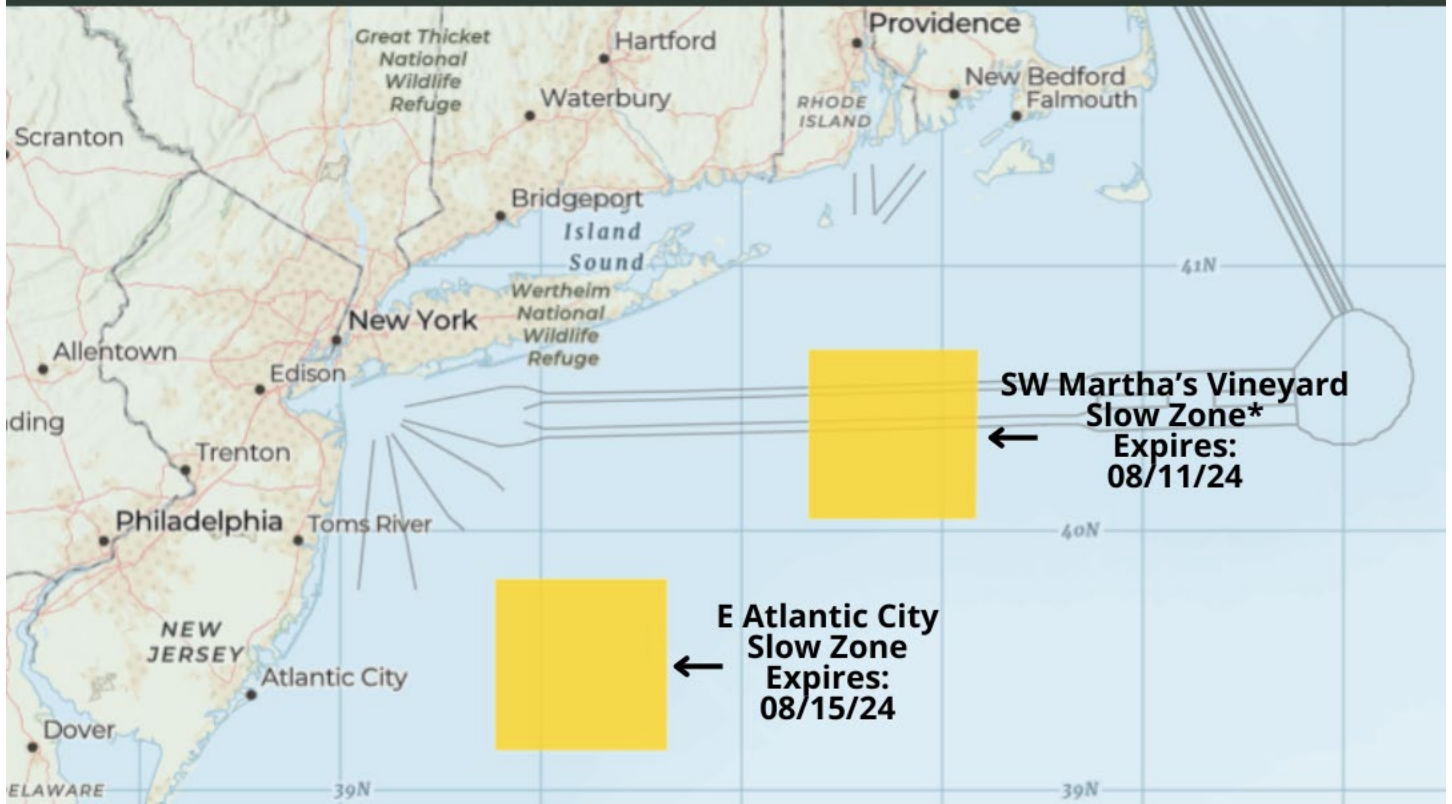 Great Thicket
National
Wildlife
Refuge
Hartford
Providence
Waterbury
New Bedford
Falmouth
RHODE
ISLAND
Scranton
Bridgeport
Island
Sound
41N
Wertheim
National
Wildlife
Refuge
New York
Allentown
Edison
SW Martha's Vineyard
Slow Zone*
Expires:
08/11/24
ding
Trenton
Philadelphia
Toms River
40N
E Atlantic City
Slow Zone
Expires:
08/15/24
NEW
JERSEY
Atlantic City
Dover
ELAWARE
39N
39N